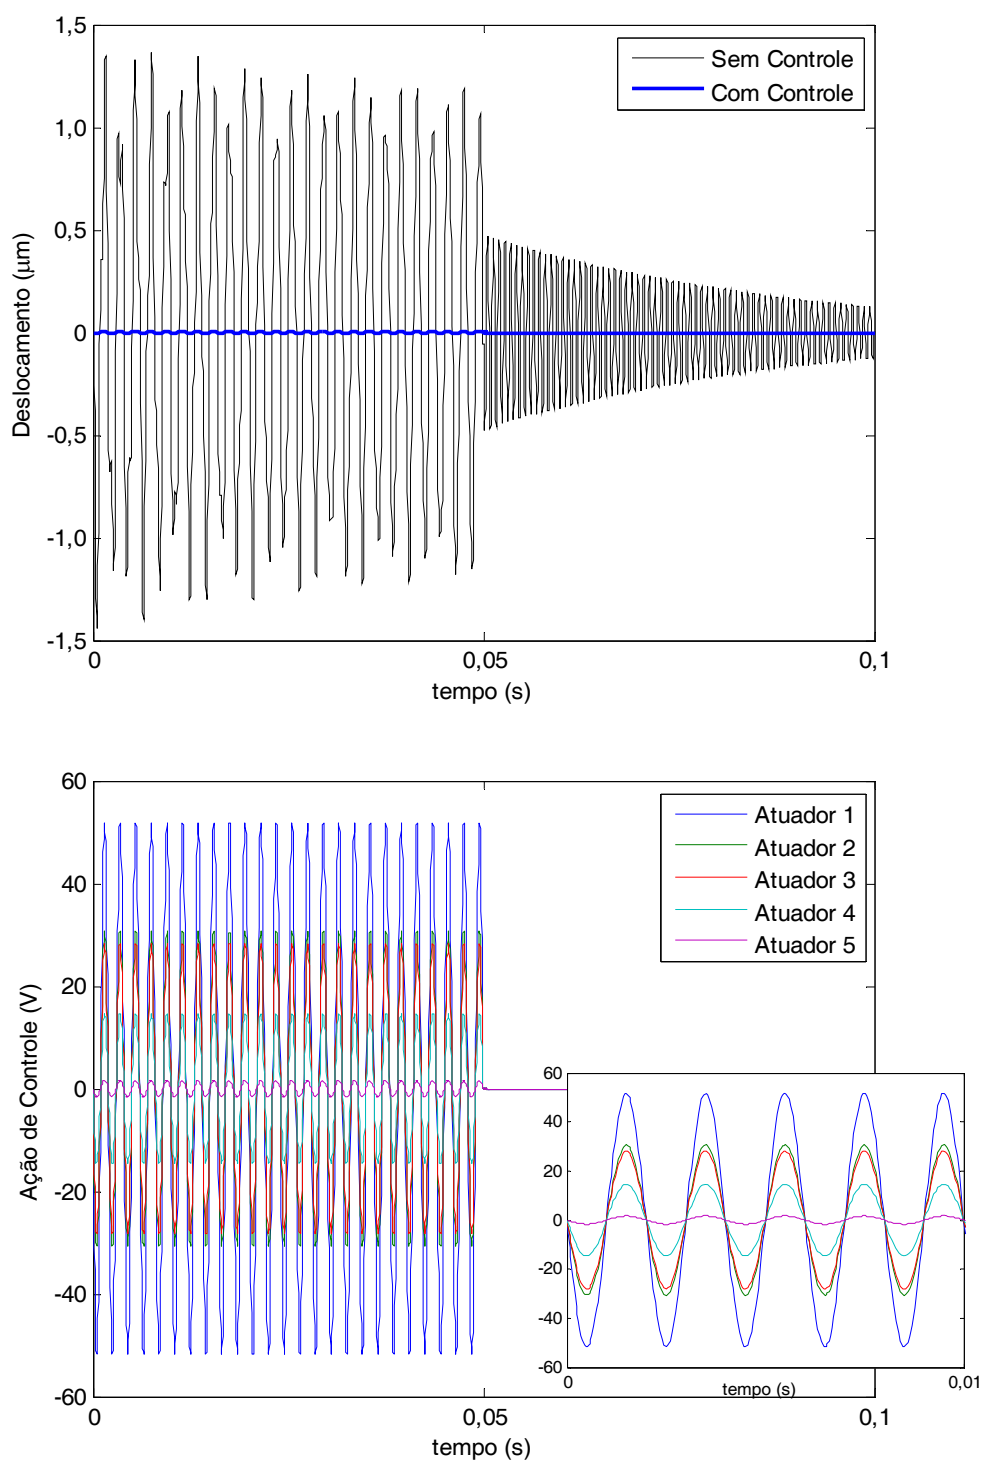 1,5
Sem Controle
Com Controle
1,0
0,5
0
-0,5
-1,0
-1,5
Deslocamento (μm)
0
0,05
0,1
tempo (s)
60
Atuador 1
Atuador 2
Atuador 3
Atuador 4
Atuador 5
40
20
0
-20
-40
-60
Ação de Controle (V)
60
40
20
0
-20
-40
-60
0
tempo (s)
0,01
0
0,05
0,1
tempo (s)